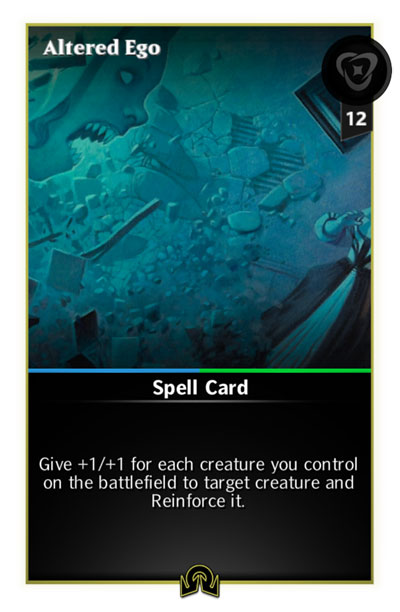 Altered Ego
12
Spell Card
Give +1/+1 for each creature you control
on the battlefield to target creature and
Reinforce it.